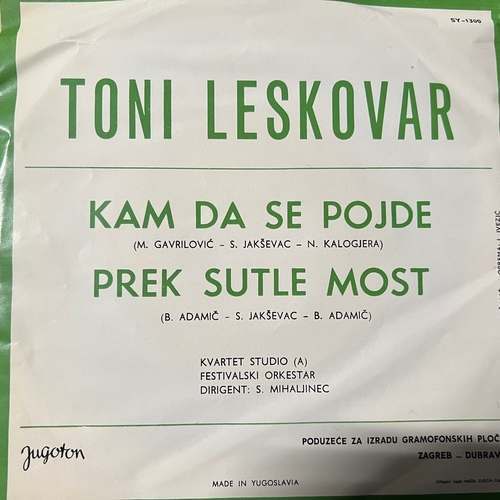 SY-1300
TONI LESKOVAR
KAM DA SE POJDE
(M. GAVRILOVIĆ – S. JAKŠEVAC – N. KALOGJERA)
PREK SUTLE MOST
(B. ADAMIČ – S. JAKŠEVAC – B. ADAMIČ)
KVARTET STUDIO (A)
FESTIVALSKI ORKESTAR
DIRIGENT: S. MIHALJINEC
Jugoton
PODUZEĆE ZA IZRADU GRAMOFONSKIH PLOČ
ZAGREB – DUBRAV
MADE IN YUGOSLAVIA
IVEZIĆ